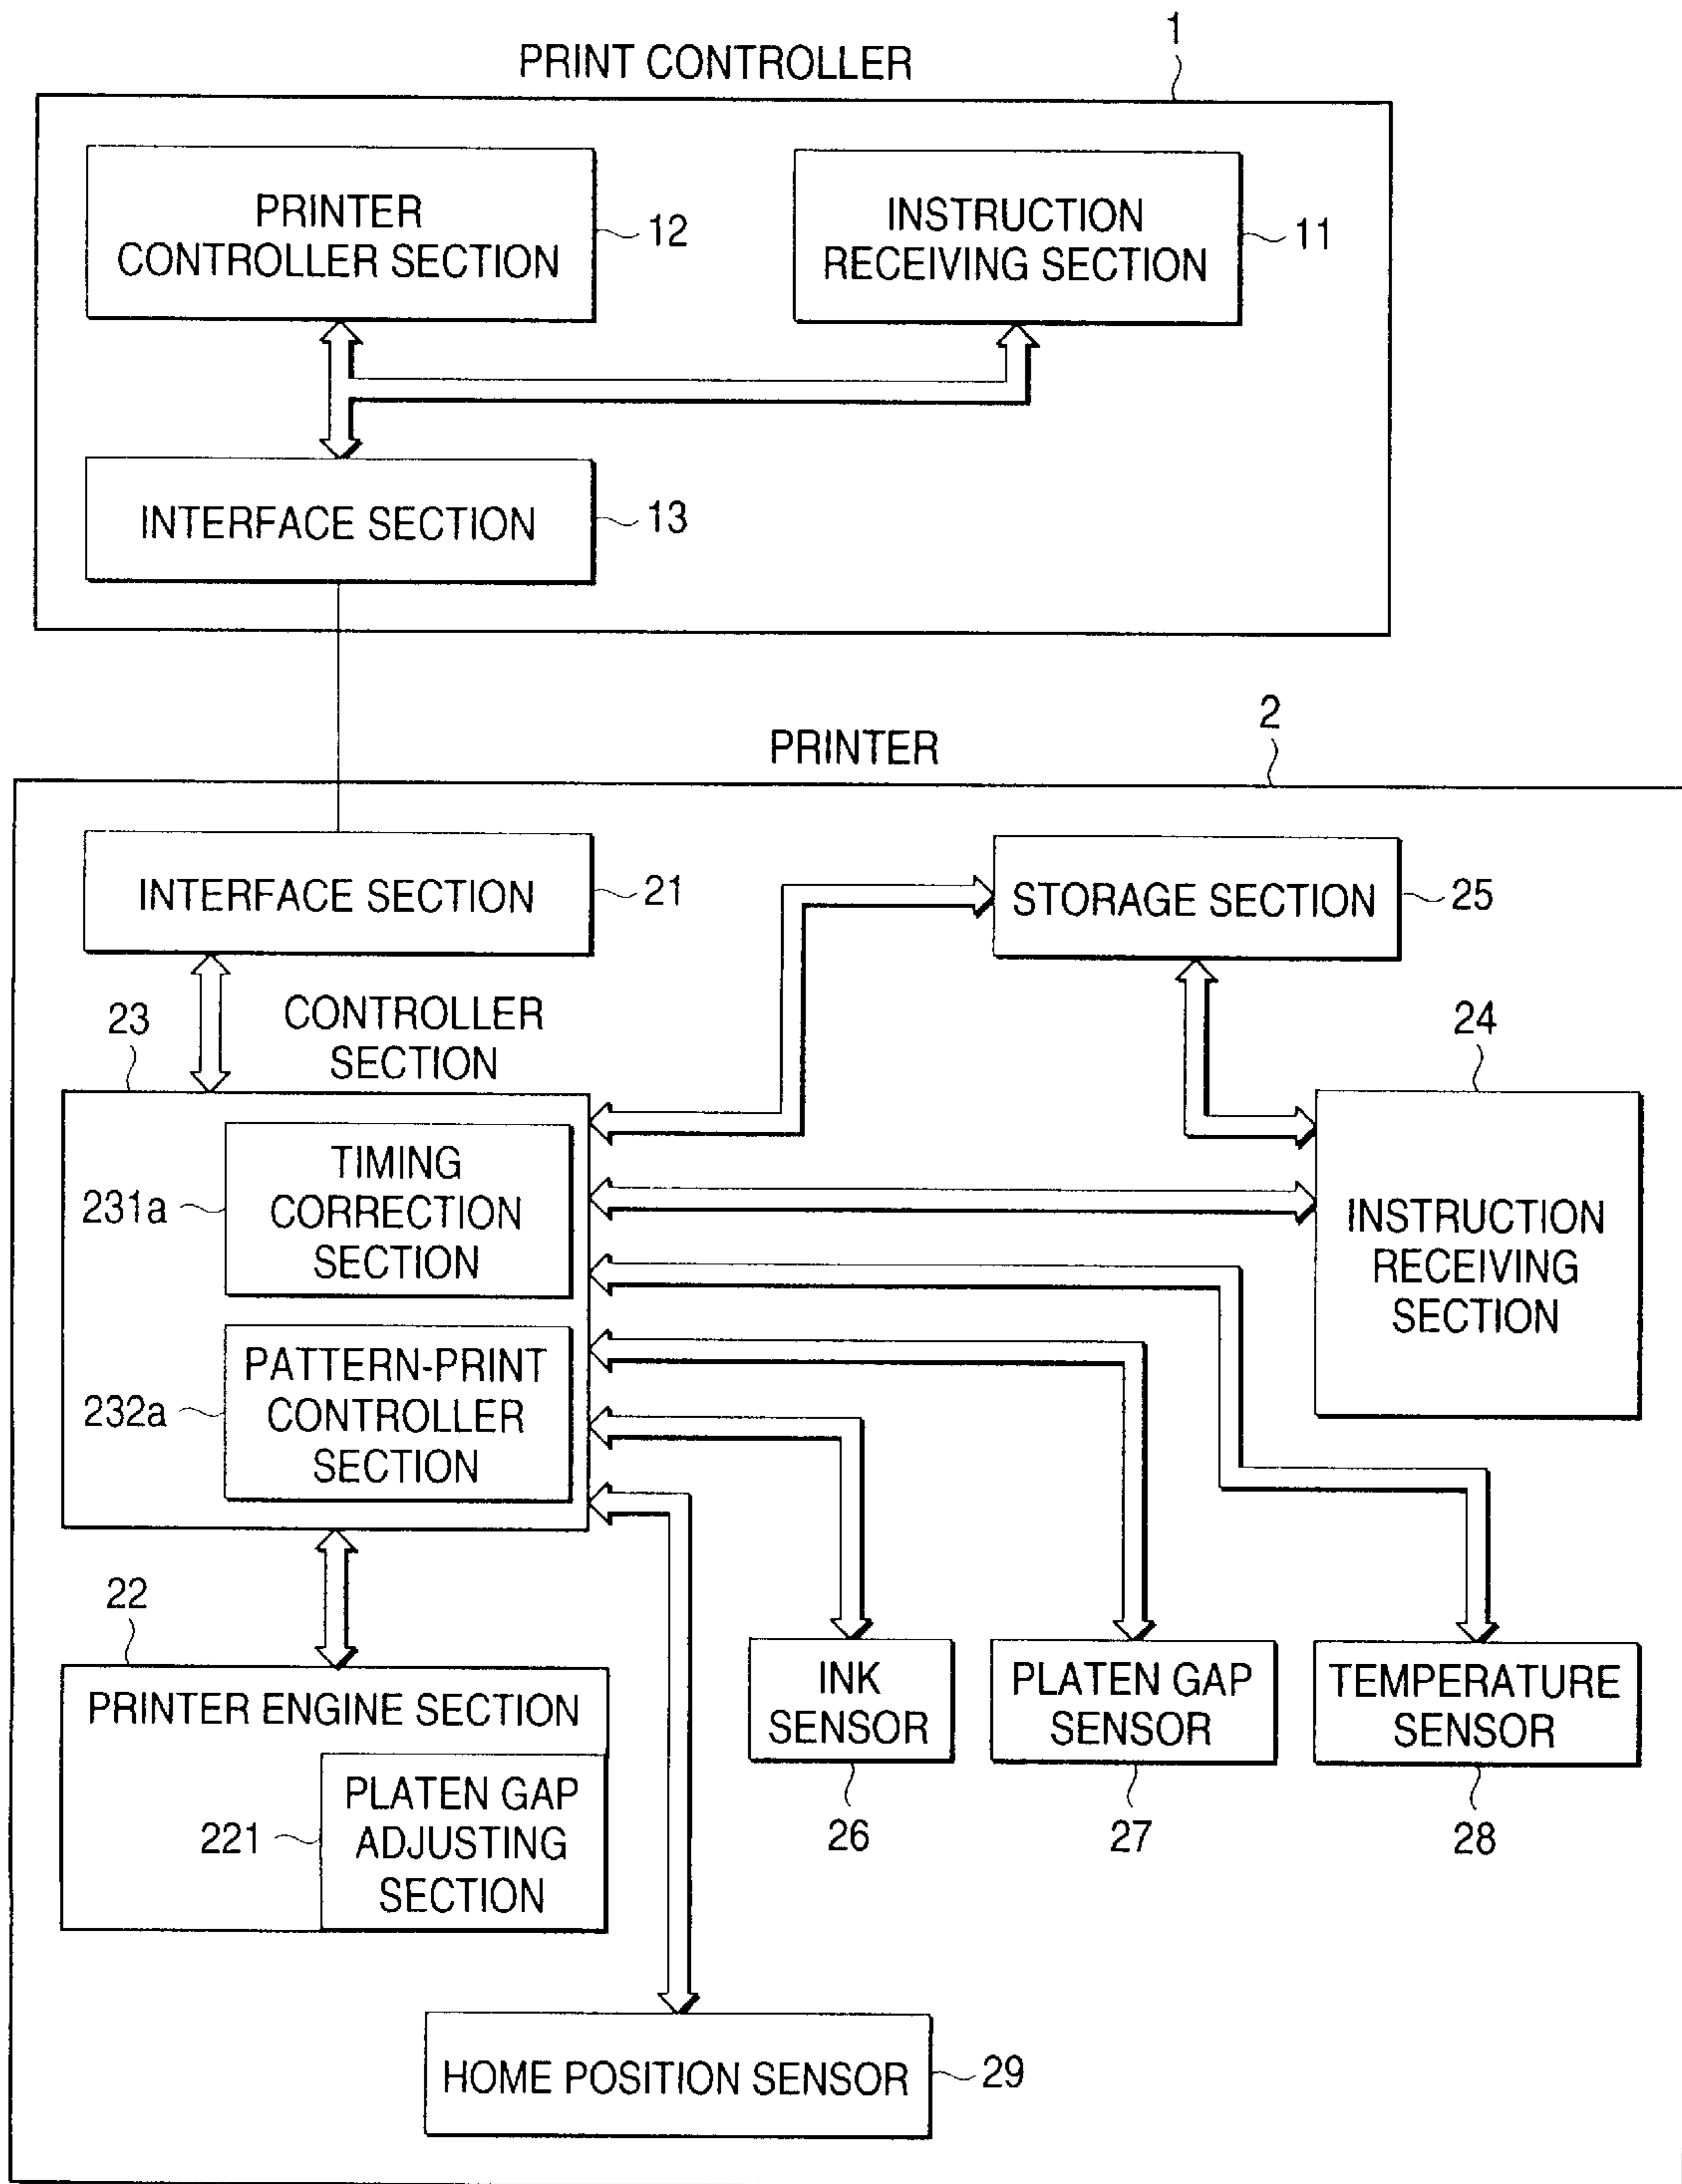 1
PRINT CONTROLLER
PRINTER
CONTROLLER SECTION
12
INSTRUCTION
RECEIVING SECTION
11
INTERFACE SECTION
13
2
PRINTER
INTERFACE SECTION
21
STORAGE SECTION
25
23
CONTROLLER
SECTION
24
TIMING
CORRECTION
SECTION
231a
INSTRUCTION
RECEIVING
SECTION
PATTERN-PRINT
CONTROLLER
SECTION
232a
22
PRINTER ENGINE SECTION
PLATEN GAP
ADJUSTING
SECTION
221
INK
SENSOR
26
PLATEN GAP
SENSOR
27
TEMPERATURE
SENSOR
28
HOME POSITION SENSOR
29